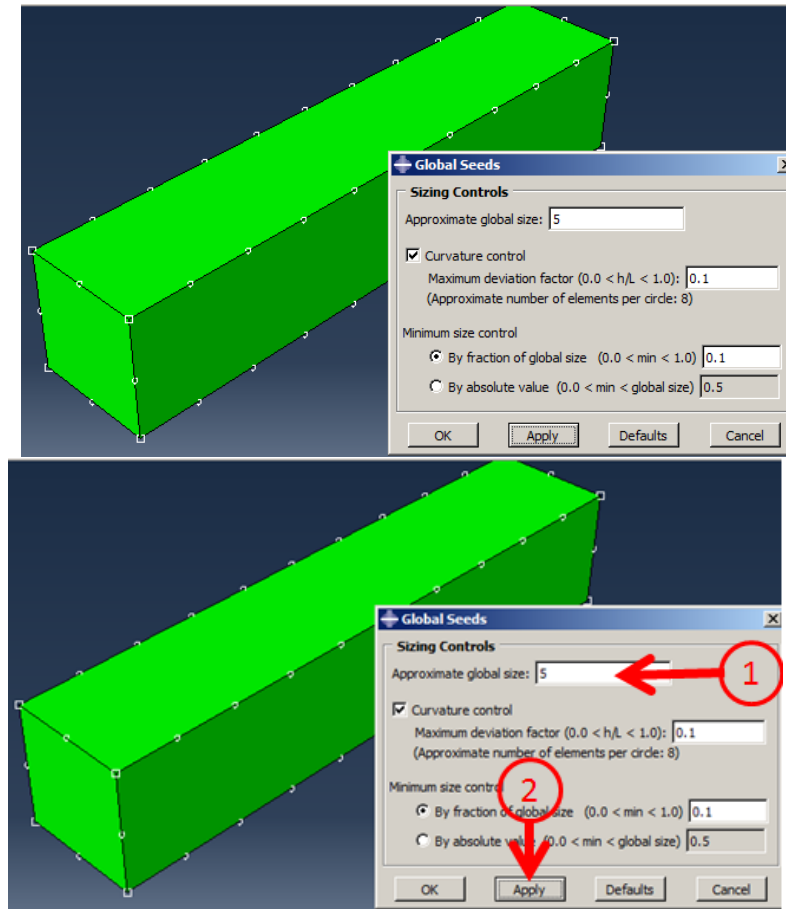 Global Seeds
Sizing Controls
Approximate global size: 5
Curvature control
Maximum deviation factor (0.0 < h/L < 1.0): 0.1
(Approximate number of elements per circle: 8)
Minimum size control
By fraction of global size (0.0 < min < 1.0) 0.1
By absolute value (0.0 < min < global size) 0.5
OK Apply Defaults Cancel
Global Seeds
Sizing Controls
Approximate global size: 5
1
Curvature control
Maximum deviation factor (0.0 < h/L < 1.0): 0.1
(Approximate number of elements per circle: 8)
Minimum size control
2
By fraction of global size (0.0 < min < 1.0) 0.1
By absolute value (0.0 < min < global size) 0.5
OK Apply Defaults Cancel